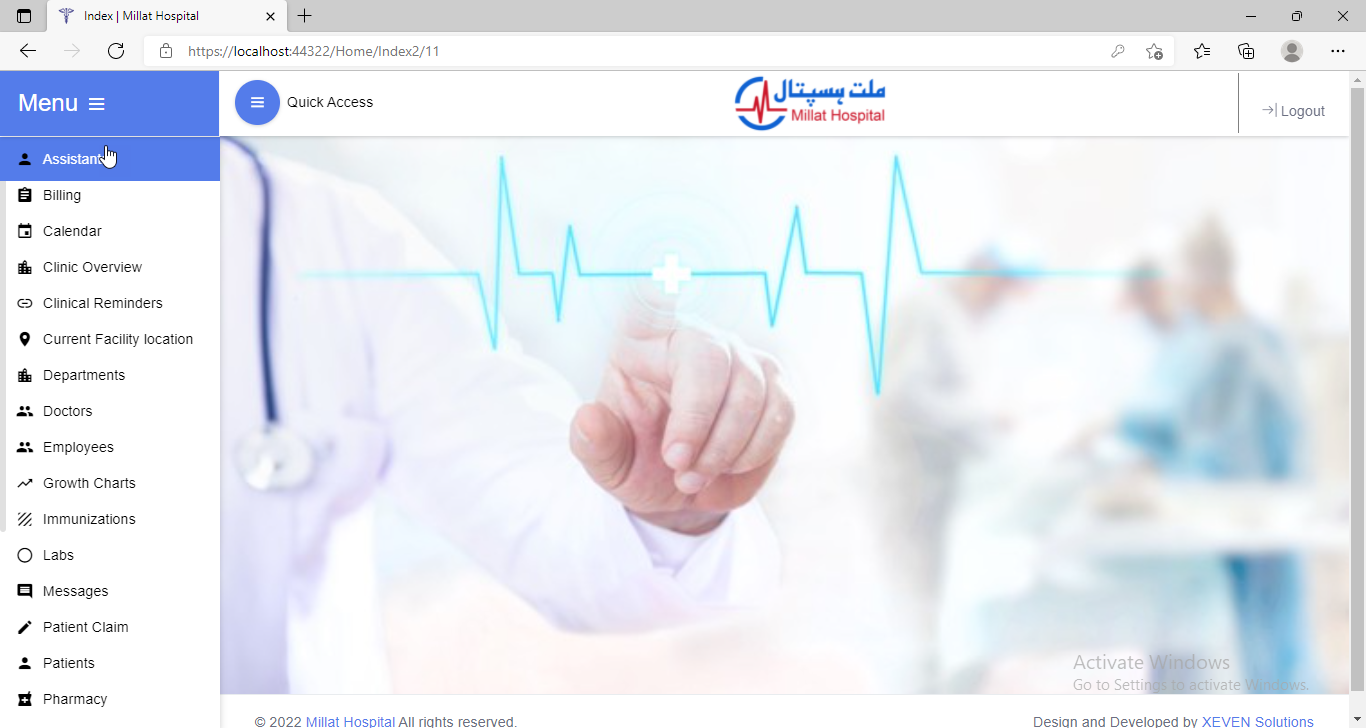 Index | Millat Hospital
https://localhost:44322/Home/Index2/11
Menu
Quick Access
ملت ہسپتال
Millat Hospital
Logout
Assistant
Billing
Calendar
Clinic Overview
Clinical Reminders
Current Facility location
Departments
Doctors
Employees
Growth Charts
Immunizations
Labs
Messages
Patient Claim
Patients
Pharmacy
Activate Windows
Go to Settings to activate Windows.
© 2022 Millat Hospital All rights reserved.
Design and Developed by XEVEN Solutions